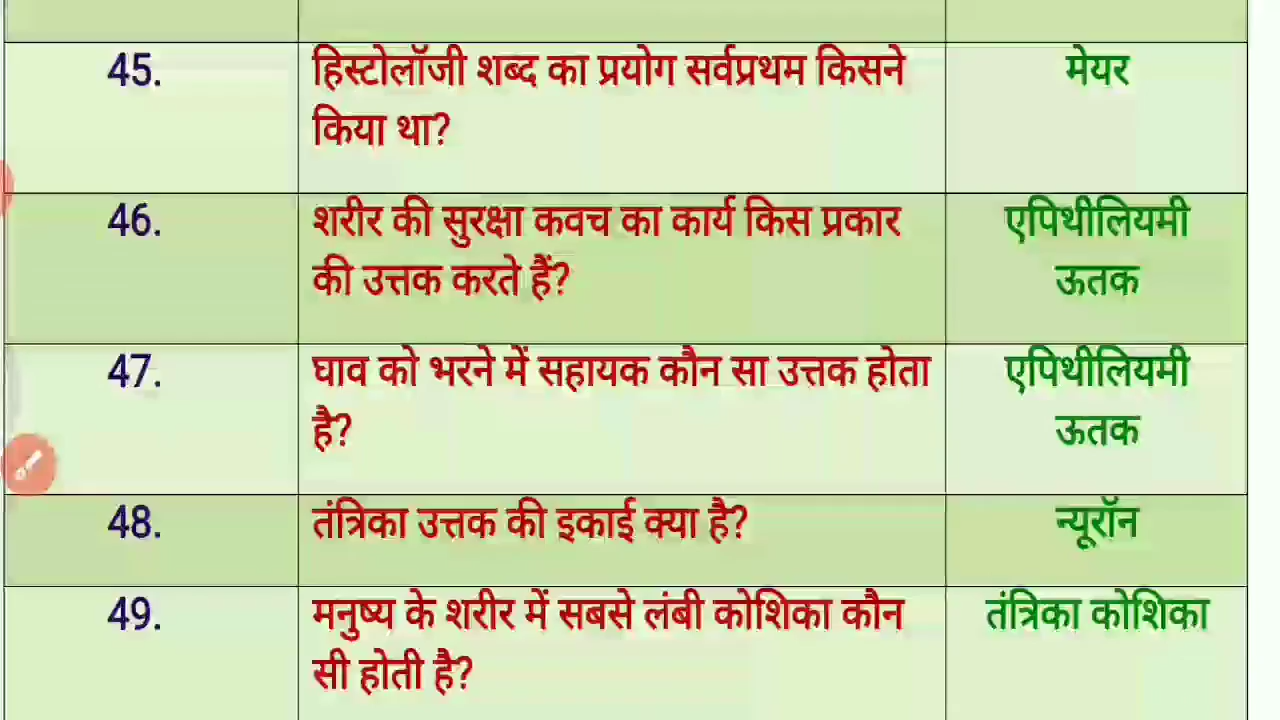 45. हिस्टोलॉजी शब्द का प्रयोग सर्वप्रथम किसने मेयर
किया था?
46. शरीर की सुरक्षा कवच का कार्य किस प्रकार एपिथीलियमी
की उत्तक करते हैं? ऊतक
47. घाव को भरने में सहायक कौन सा उत्तक होता एपिथीलियमी
है? ऊतक
48. तंत्रिका उत्तक की इकाई क्या है? न्यूरॉन
49. मनुष्य के शरीर में सबसे लंबी कोशिका कौन तंत्रिका कोशिका
सी होती है?